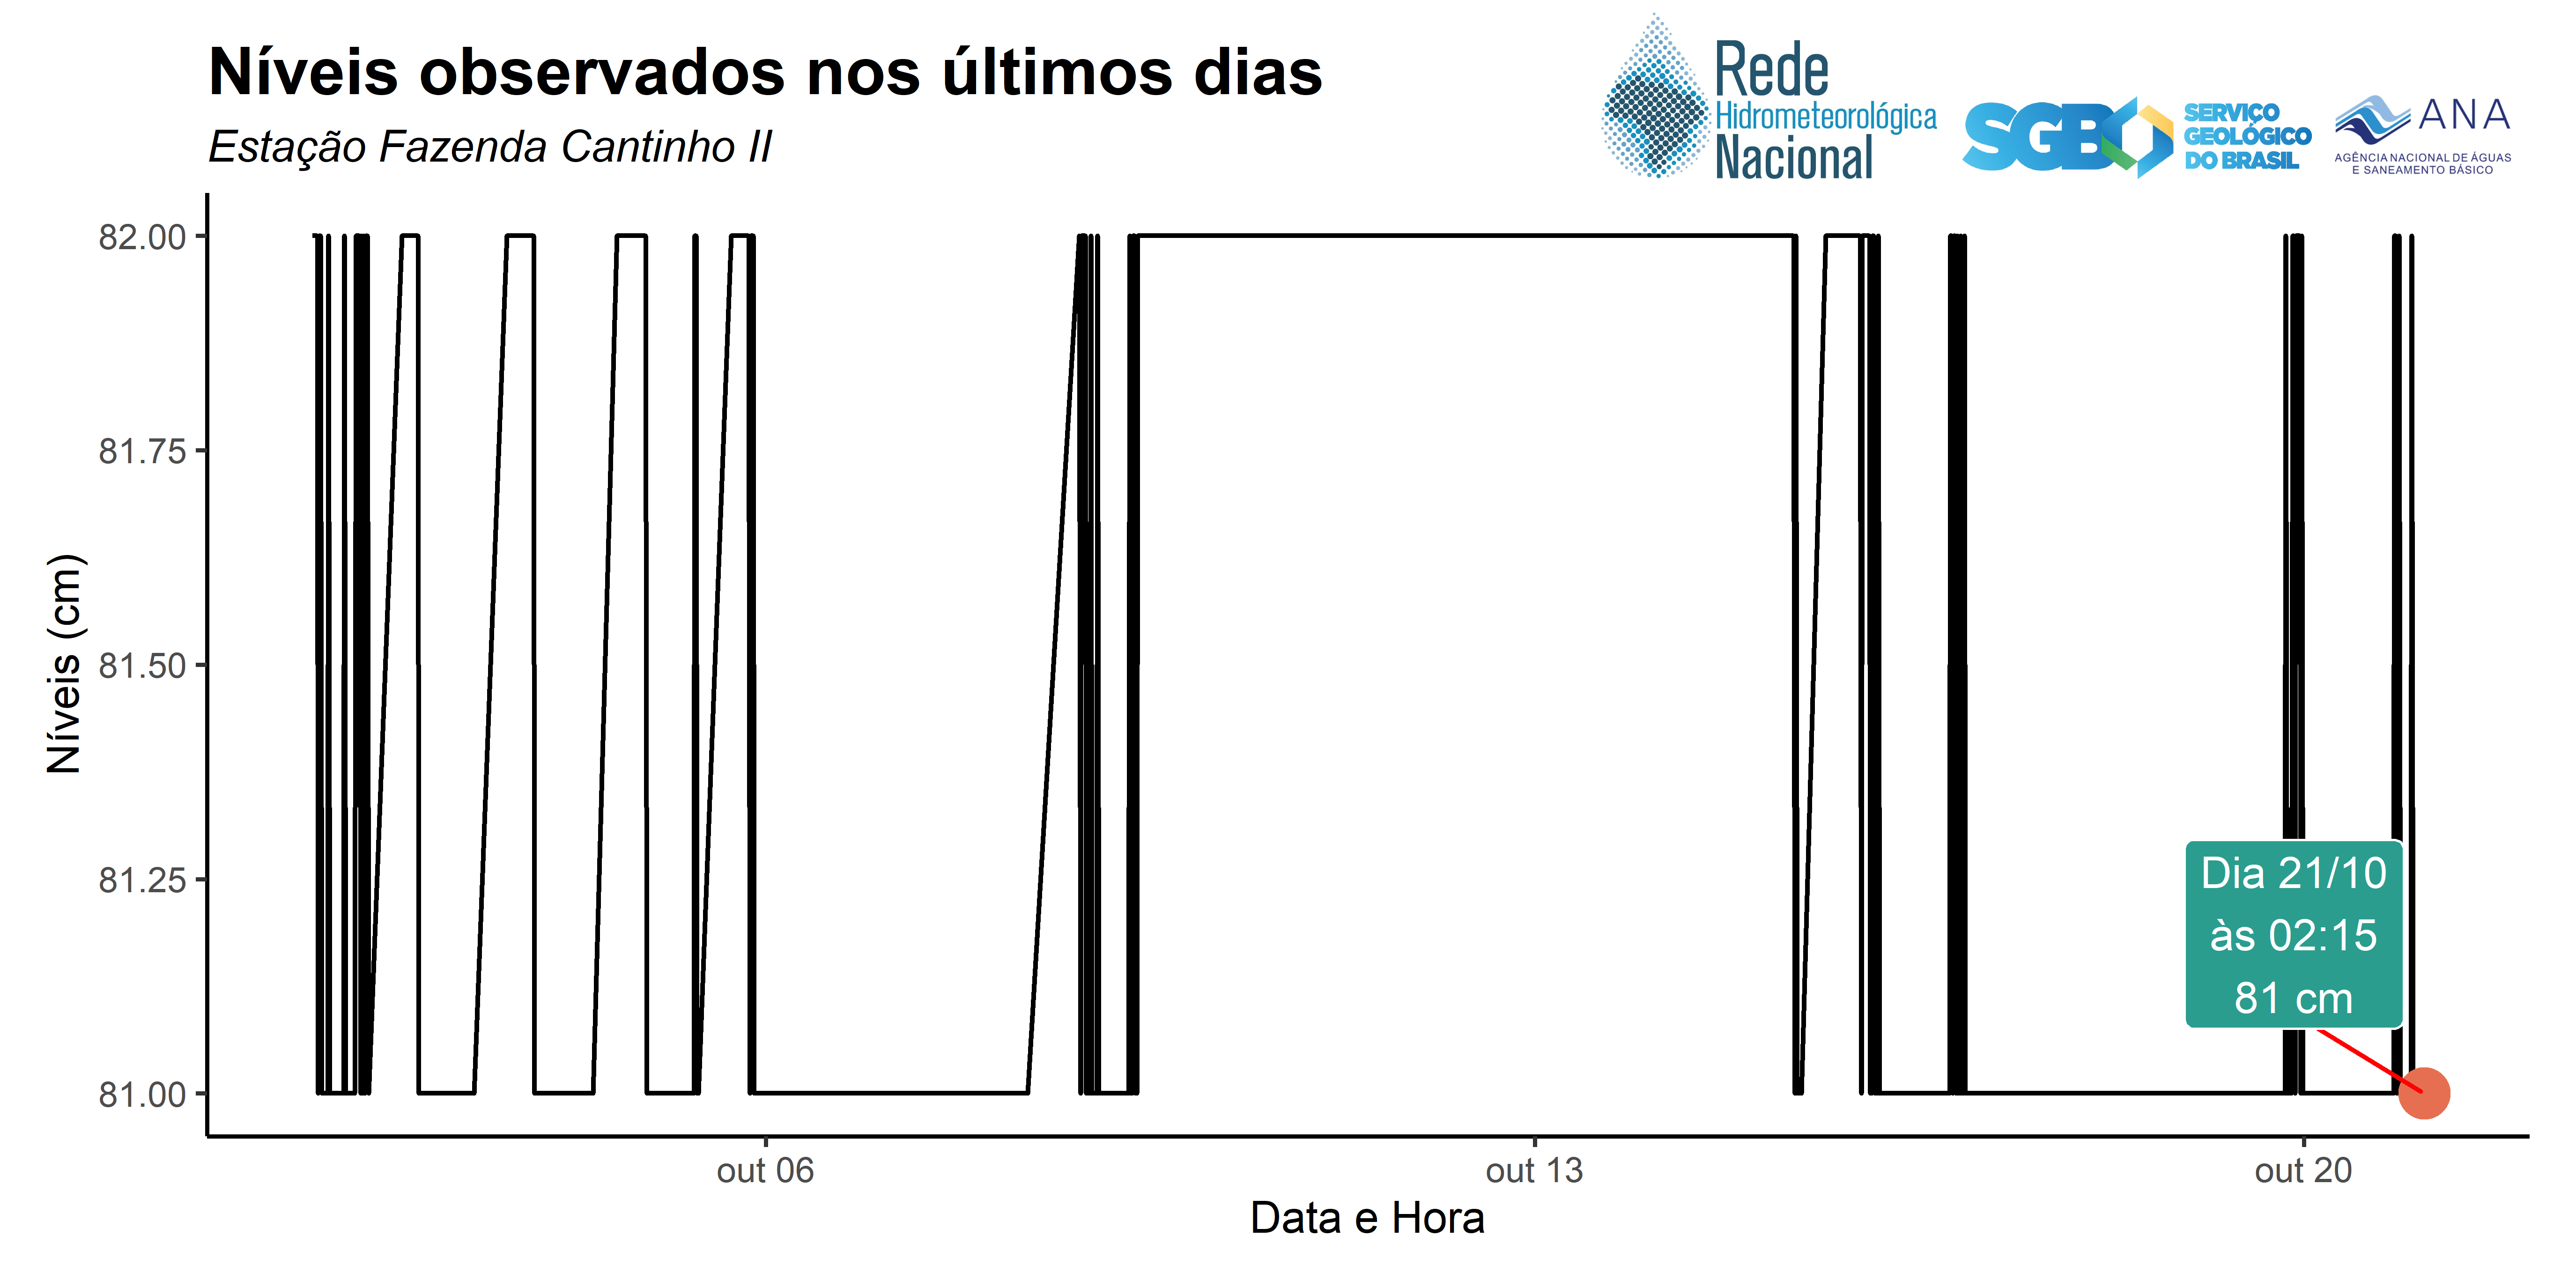 Níveis observados nos últimos dias
Estação Fazenda Cantinho II
Rede
Hidrometeorológica
Nacional
SGB
SERVIÇO
GEOLÓGICO
DO BRASIL
ANA
AGÊNCIA NACIONAL DE ÁGUAS
E SANEAMENTO BÁSICO
Níveis (cm)
82.00
81.75
81.50
81.25
81.00
Dia 21/10
às 02:15
81 cm
out 06
out 13
out 20
Data e Hora